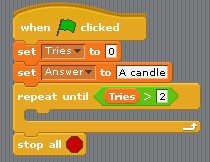 when clicked
set Tries to 0
set Answer to A candle
repeat until Tries > 2
stop all